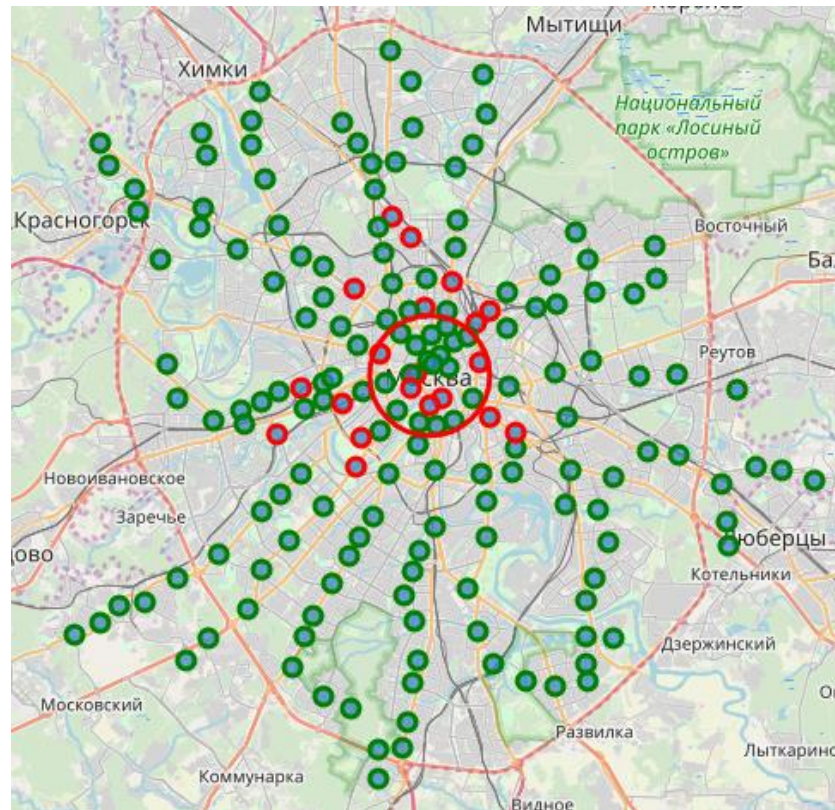 Мытищи
Химки
Национальный
парк «Лосиный
остров»
Красногорск
Восточный
Реутов
Москва
Новоивановское
Заречье
Люберцы
Котельники
Дзержинский
Московский
Развилка
Коммунарка
Видное